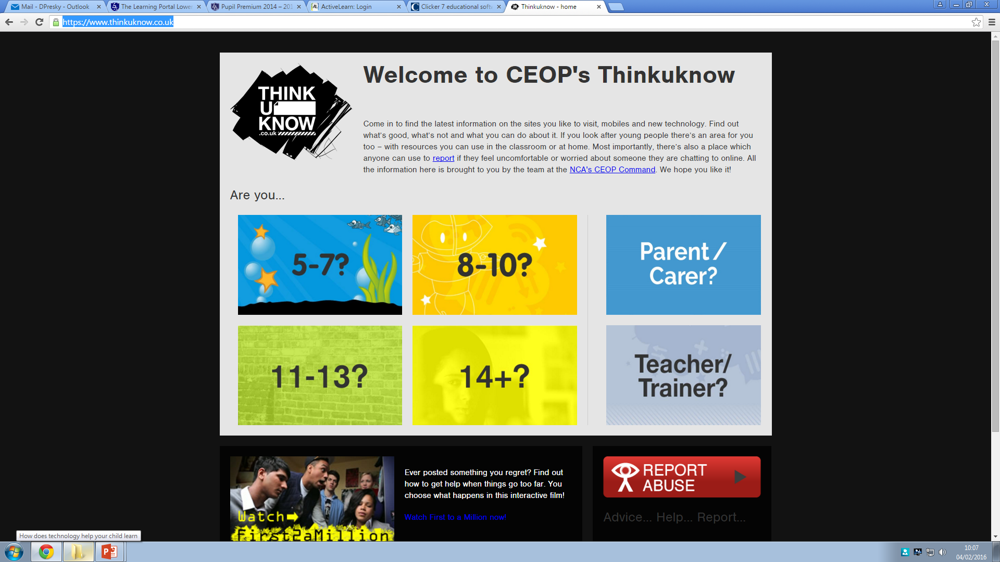 Mail - DPresky - Outlook
The Learning Portal Lower
Pupil Premium 2014 – 201
ActiveLearn: Login
Clicker 7 educational softw
Thinkuknow - home
https://www.thinkuknow.co.uk
THINK
U
KNOW
.co.uk
Welcome to CEOP's Thinkuknow
Come in to find the latest information on the sites you like to visit, mobiles and new technology. Find out
what's good, what's not and what you can do about it. If you look after young people there's an area for you
too – with resources you can use in the classroom or at home. Most importantly, there's also a place which
anyone can use to report if they feel uncomfortable or worried about someone they are chatting to online. All
the information here is brought to you by the team at the NCA's CEOP Command. We hope you like it!
Are you...
5-7?
8-10?
Parent /
Carer?
11-13?
14+?
Teacher/
Trainer?
Watch
First2aMillion
Ever posted something you regret? Find out
how to get help when things go too far. You
choose what happens in this interactive film!
Watch First to a Million now!
REPORT
ABUSE
Advice... Help... Report...
How does technology help your child learn
10:07
04/02/2016